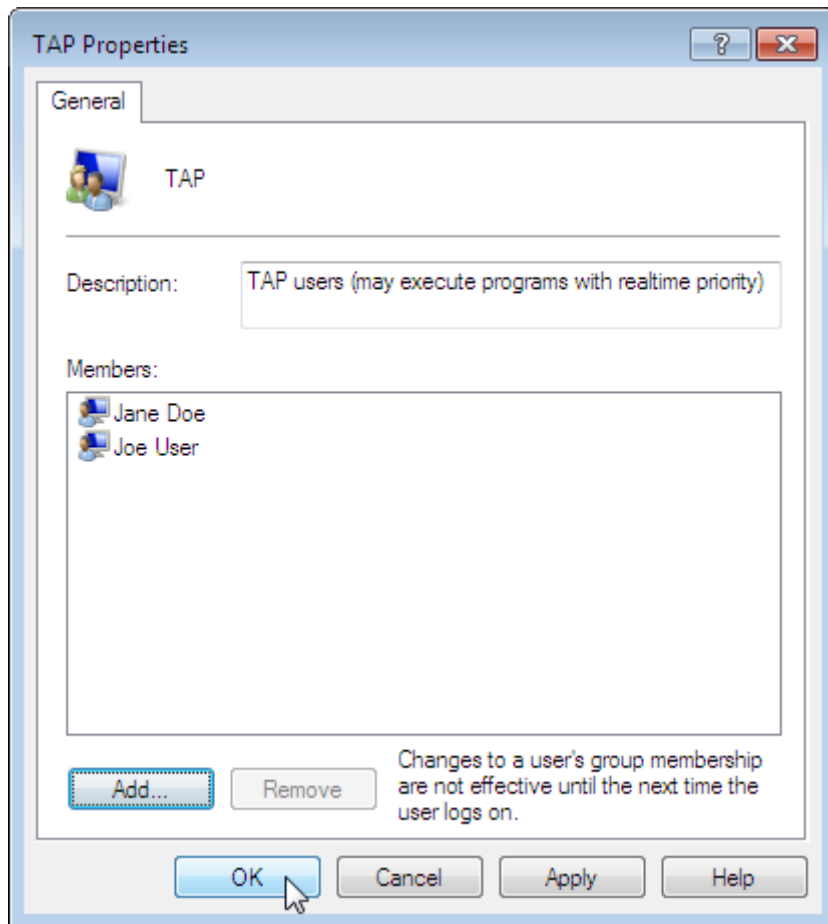 TAP Properties
General
TAP
Description:
TAP users (may execute programs with realtime priority)
Members:
Jane Doe
Joe User
Add...
Remove
Changes to a user's group membership
are not effective until the next time the
user logs on.
OK
Cancel
Apply
Help